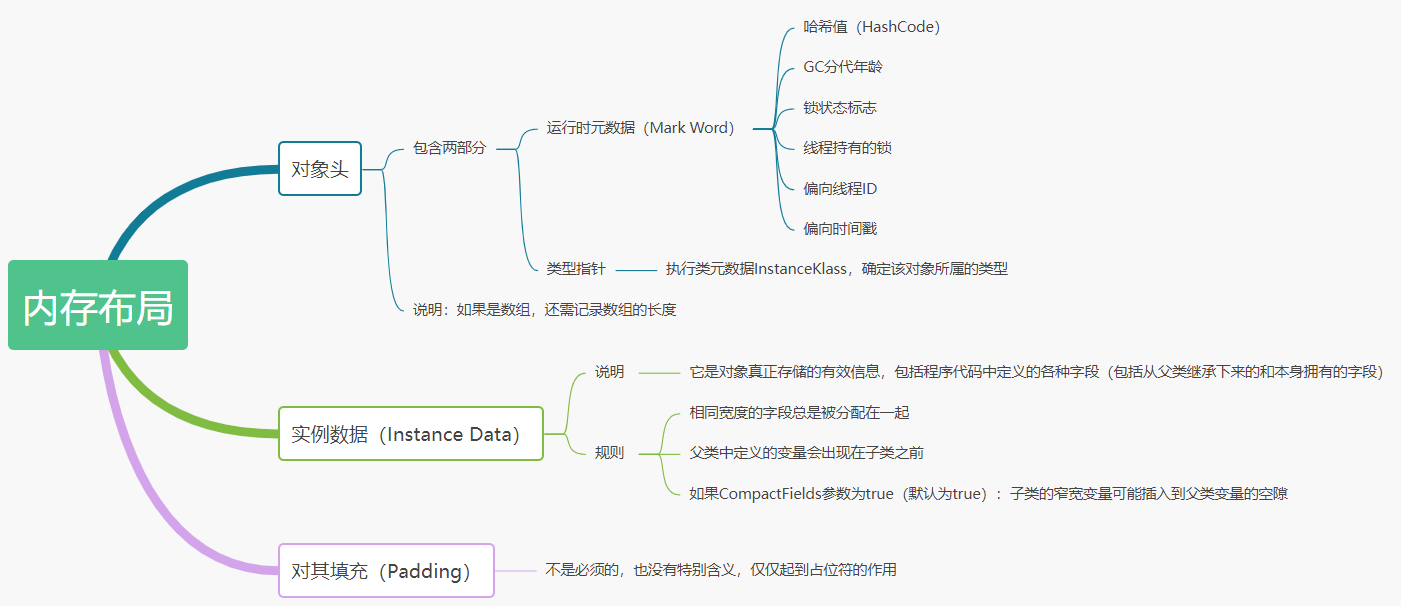 哈希值（HashCode）
GC分代年龄
锁状态标志
运行时元数据（Mark Word）
包含两部分
线程持有的锁
对象头
偏向线程ID
偏向时间戳
类型指针
执行类元数据InstanceKlass，确定该对象所属的类型
说明：如果是数组，还需记录数组的长度
内存布局
说明
它是对象真正存储的有效信息，包括程序代码中定义的各种字段（包括从父类继承下来的和本身拥有的字段）
相同宽度的字段总是被分配在一起
实例数据（Instance Data）
规则
父类中定义的变量会出现在子类之前
如果CompactFields参数为true（默认为true）：子类的窄宽变量可能插入到父类变量的空隙
对其填充（Padding）
不是必须的，也没有特别含义，仅仅起到占位符的作用